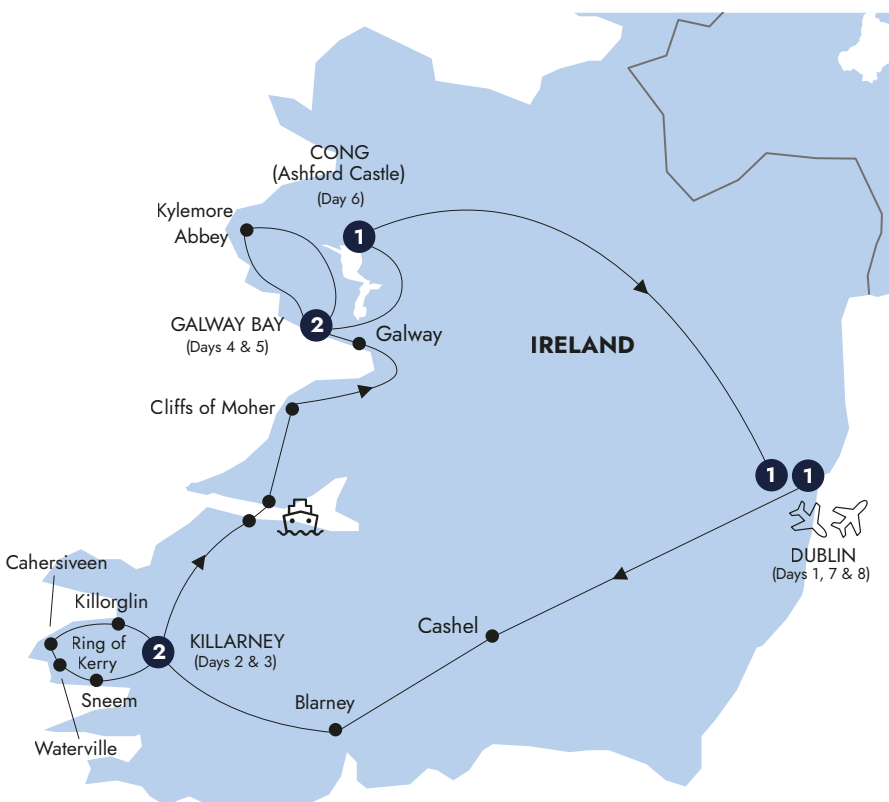 CONG
(Ashford Castle)
(Day 6)
1
Kylemore
Abbey
2
GALWAY BAY
(Days 4 & 5)
Galway
IRELAND
Cliffs of Moher
1
1
DUBLIN
(Days 1, 7 & 8)
Cahersiveen
Killorglin
Ring of
Kerry
2
KILLARNEY
(Days 2 & 3)
Cashel
Sneem
Blarney
Waterville